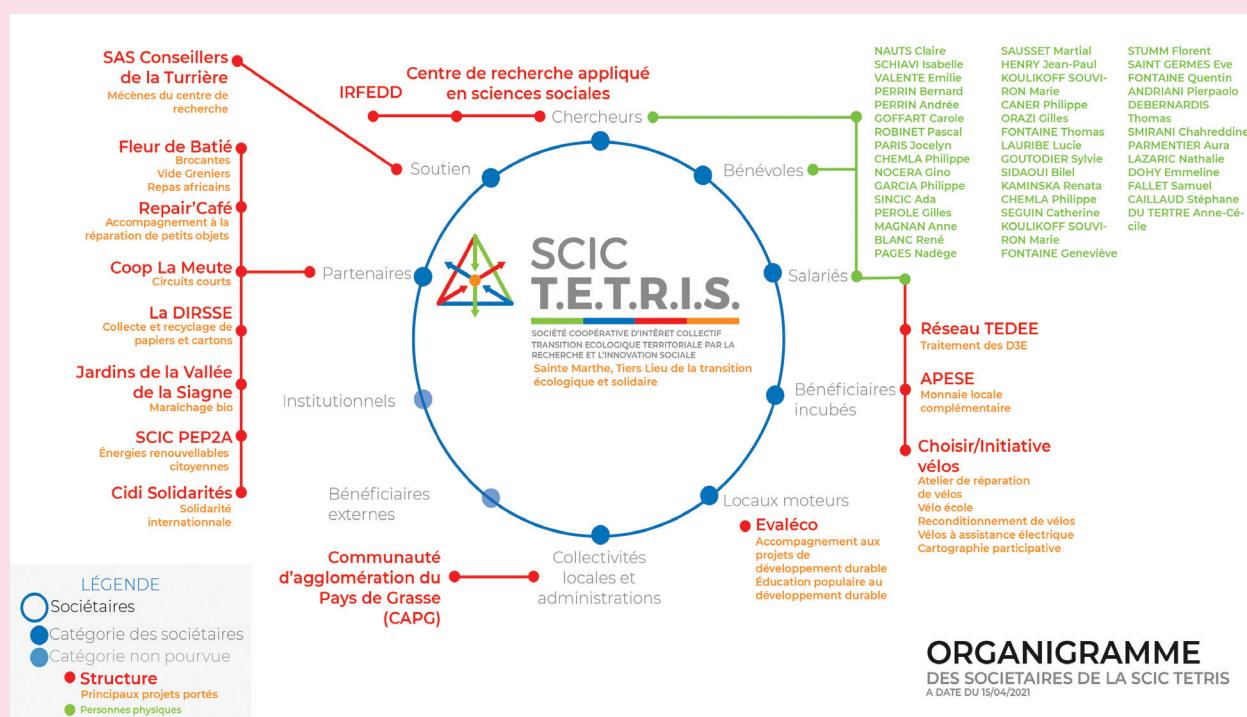 SAS Conseillers
de la Turrière
Mécènes du centre de
recherche
IRFEDD
Centre de recherche appliqué
en sciences sociales
Chercheurs
Soutien
Bénévoles
NAUTS Claire
SCHIAVI Isabelle
VALENTE Emilie
PERRIN Bernard
PERRIN Andrée
GOFFART Carole
ROBINET Pascal
PARIS Jocelyn
CHEMLA Philippe
NOCERA Gino
GARCIA Philippe
SINCIC Ada
PEROLE Gilles
MAGNAN Anne
BLANC René
PAGES Nadège
SAUSSET Martial
HENRY Jean-Paul
KOULIKOFF SOUVI-
RON Marie
CANER Philippe
ORAZI Gilles
FONTAINE Thomas
LAURIBE Lucie
GOUTODIER Sylvie
SIDAOUI Bilel
KAMINSKA Renata
CHEMLA Philippe
SEGUIN Catherine
KOULIKOFF SOUVI-
RON Marie
FONTAINE Geneviève
STUMM Florent
SAINT GERMES Eve
FONTAINE Quentin
ANDRIANI Pierpaolo
DEBERNARDIS
Thomas
SMIRANI Chahreddine
PARMENTIER Aura
LAZARIC Nathalie
DOHY Emmeline
FALLET Samuel
CAILLAUD Stéphane
DU TERTRE Anne-Cé-
cile
Fleur de Batié
Brocantes
Vide Greniers
Repas africains
Repair'Café
Accompagnement à la
réparation de petits objets
Coop La Meute
Circuits courts
La DIRSSE
Collecte et recyclage de
papiers et cartons
Jardins de la Vallée
de la Siagne
Maraîchage bio
SCIC PEP2A
Énergies renouvellables
citoyennes
Cidi Solidarités
Solidarité
internationnale
Partenaires
Institutionnels
Bénéficiaires
externes
SCIC
T.E.T.R.I.S.
SOCIÉTÉ COOPÉRATIVE D'INTÉRET COLLECTIF
TRANSITION ECOLOGIQUE TERRITORIALE PAR LA
RECHERCHE ET L'INNOVATION SOCIALE
Sainte Marthe, Tiers Lieu de la transition
écologique et solidaire
Salariés
Bénéficiaires
incubés
Réseau TEDEE
Traitement des D3E
APESE
Monnaie locale
complémentaire
Choisir/Initiative
vélos
Atelier de réparation
de vélos
Vélo école
Reconditionnement de vélos
Vélos à assistance électrique
Cartographie participative
Locaux moteurs
Evaléco
Accompagnement aux
projets de
développement durable
Éducation populaire au
développement durable
Collectivités
locales et
administrations
Communauté
d'agglomération du
Pays de Grasse
(CAPG)
LÉGENDE
Sociétaires
Catégorie des sociétaires
Catégorie non pourvue
Structure
Principaux projets portés
Personnes physiques
ORGANIGRAMME
DES SOCIETAIRES DE LA SCIC TETRIS
A DATE DU 15/04/2021